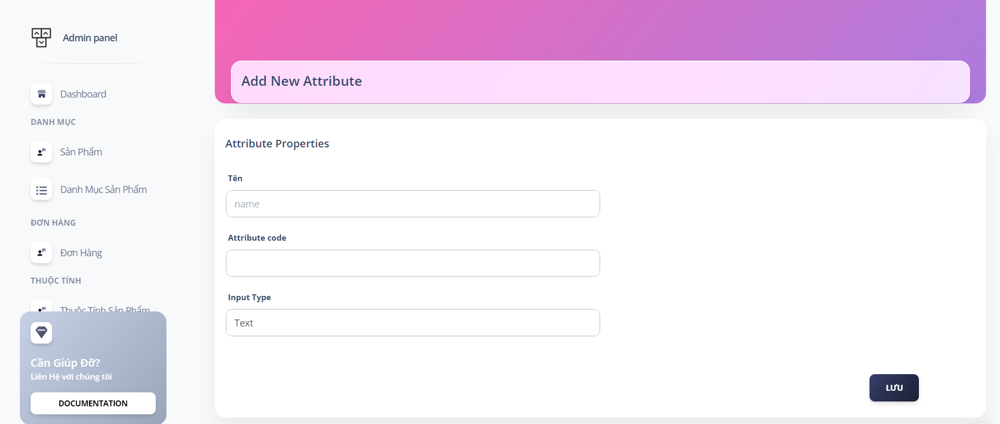 Admin panel
Dashboard
DANH MỤC
Sản Phẩm
Danh Mục Sản Phẩm
ĐƠN HÀNG
Đơn Hàng
THUỘC TÍNH
Thuộc Tính Sản Phẩm
Cần Giúp Đỡ?
Liên Hệ với chúng tôi
DOCUMENTATION
Add New Attribute
Attribute Properties
Tên
name
Attribute code
Input Type
Text
LƯU